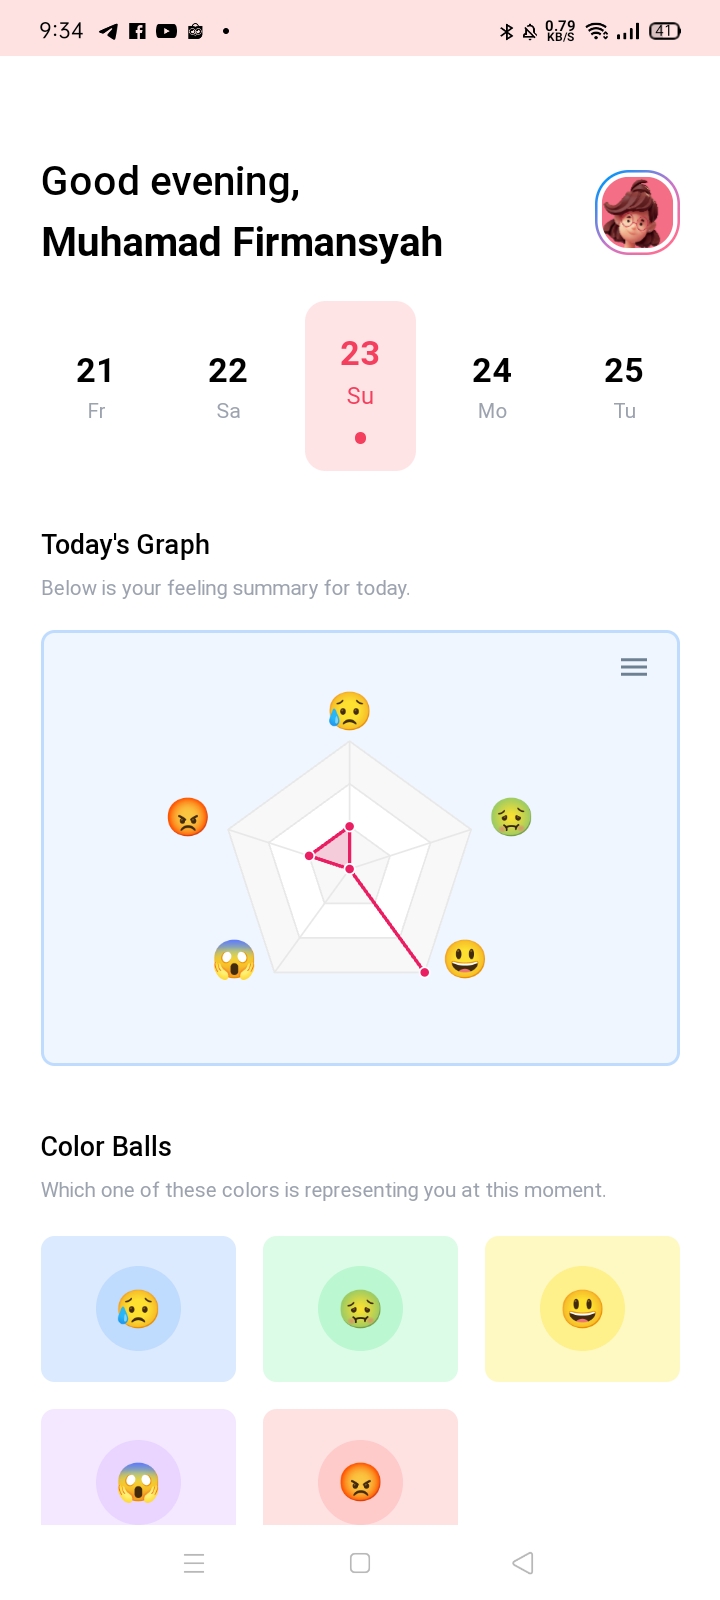 9:34
0.79
KB/S
41
Good evening,
Muhamad Firmansyah
21 22 23 24 25
Fr Sa Su Mo Tu
Today's Graph
Below is your feeling summary for today.
Color Balls
Which one of these colors is representing you at this moment.